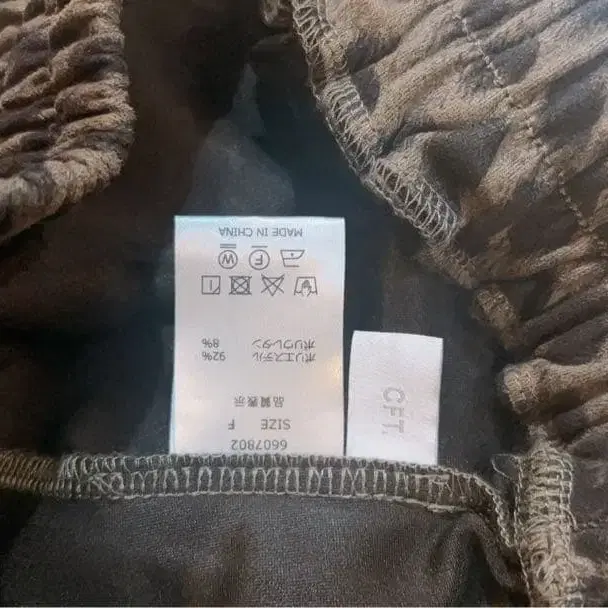 6607802
SIZE F
品質表示
ポリエステル 92%
ポリウレタン 8%
F W
MADE IN CHINA
CFT.